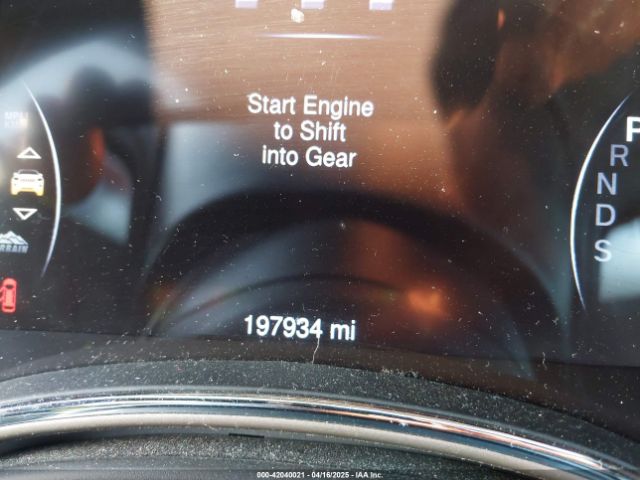 Start Engine
to Shift
into Gear
P
R
N
D
S
197934 mi
000-42040021 | 04/16/2025 | IAA Inc.